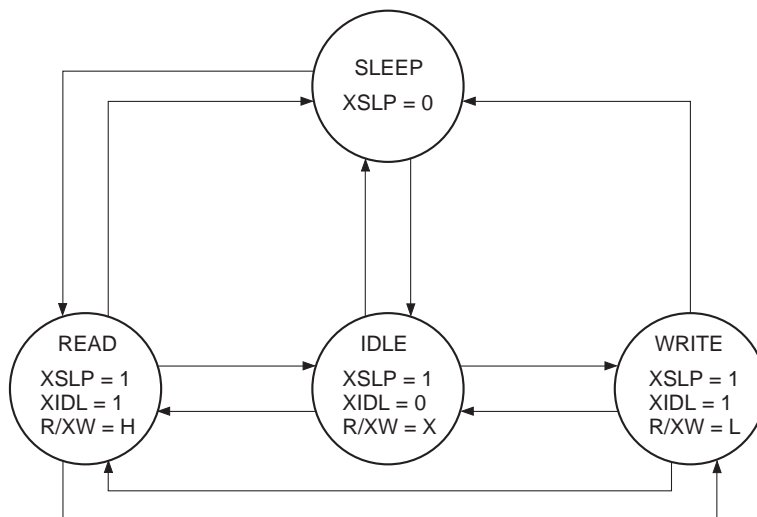 SLEEP
XSLP = 0
READ
XSLP = 1
XIDL = 1
R/XW = H
IDLE
XSLP = 1
XIDL = 0
R/XW = X
WRITE
XSLP = 1
XIDL = 1
R/XW = L